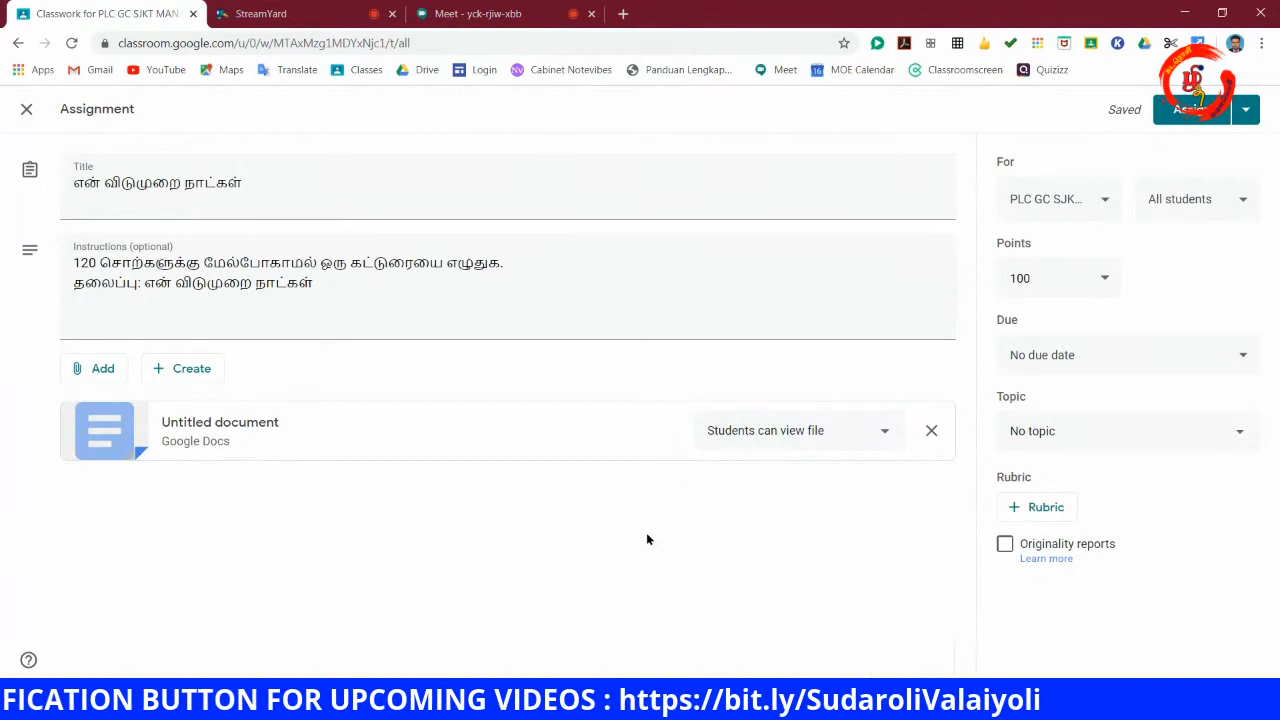 Classwork for PLC GC SJKT MAN
StreamYard
Meet - yck-rjiw-xbb
classroom.google.com/u/0/w/MTAxMzg1MDYxNjc1/t/all
Apps
Gmail
YouTube
Maps
Translate
Classes
Drive
Login
Cabinet Notevibes
Panduan Lengkap...
Meet
MOE Calendar
Classroomscreen
Quizizz
Assignment
Saved
Title
என் விடுமுறை நாட்கள்
Instructions (optional)
120 சொற்களுக்கு மேல்போகாமல் ஒரு கட்டுரையை எழுதுக.
தலைப்பு: என் விடுமுறை நாட்கள்
Add
Create
Untitled document
Google Docs
Students can view file
For
PLC GC SJK...
All students
Points
100
Due
No due date
Topic
No topic
Rubric
Rubric
Originality reports
Learn more
FICATION BUTTON FOR UPCOMING VIDEOS : https://bit.ly/SudaroliValaiyoli